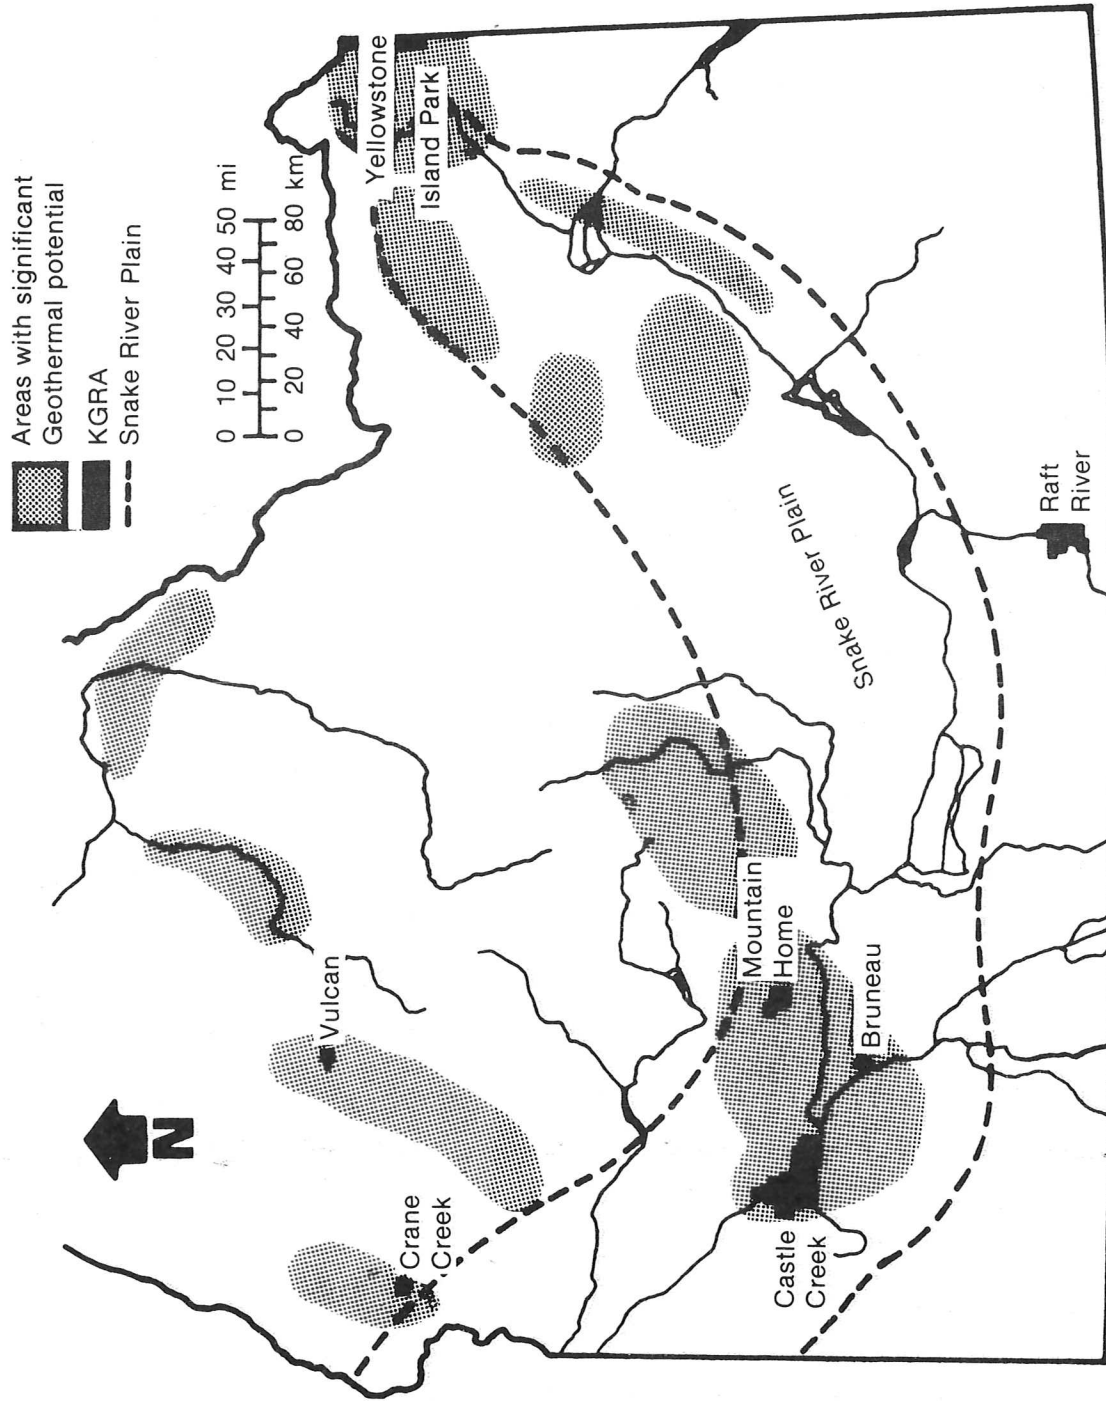 Areas with significant
Geothermal potential
KGRA
Snake River Plain
0 10 20 30 40 50 mi
0 20 40 60 80 km
N
Yellowstone
Island Park
Vulcan
Crane
Creek
Snake River Plain
Mountain
Home
Bruneau
Castle
Creek
Raft
River